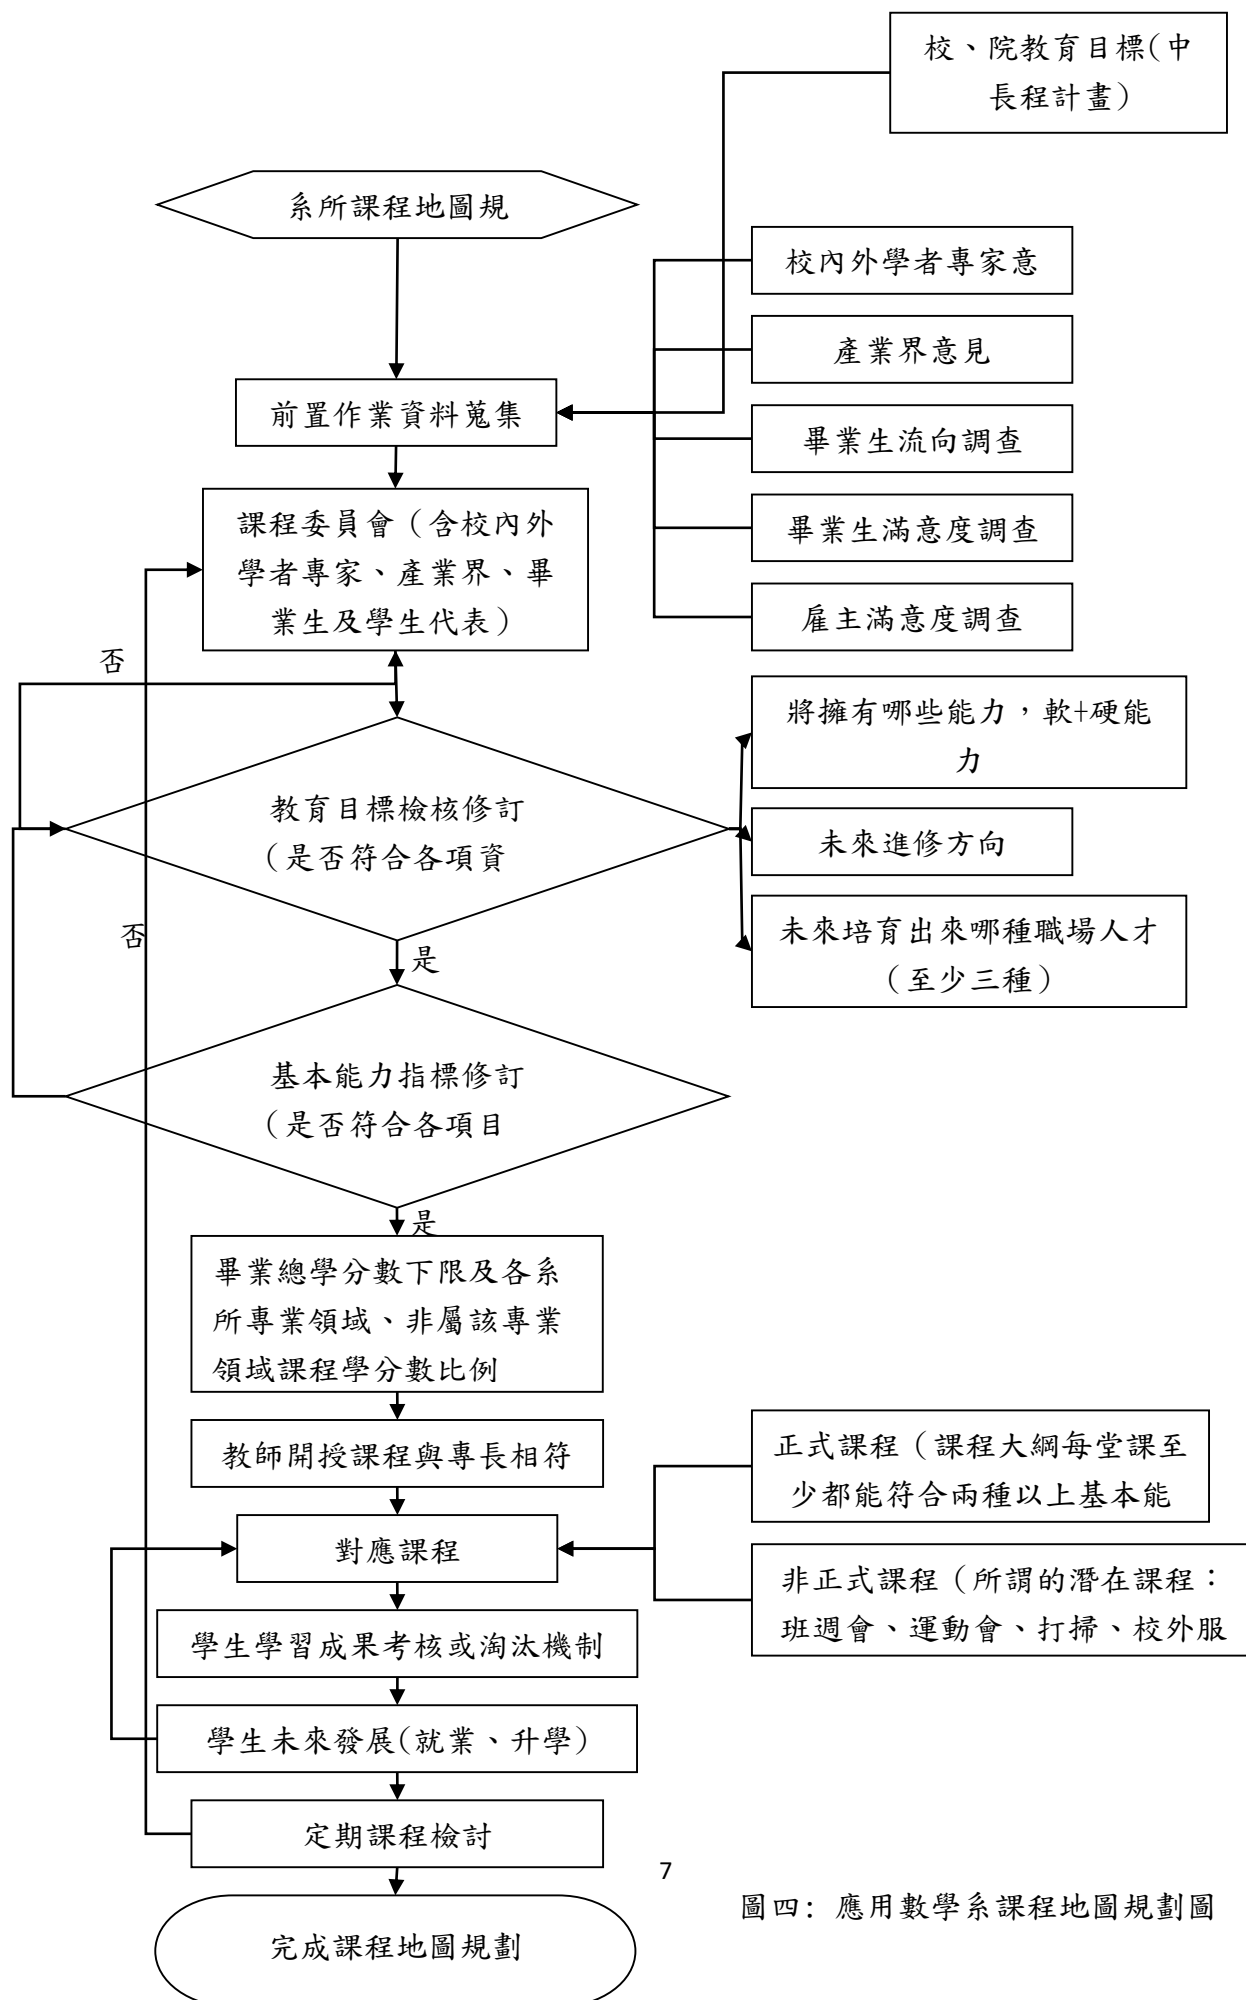 校、院教育目標(中
長程計畫)
系所課程地圖規
校內外學者專家意
產業界意見
前置作業資料蒐集
畢業生流向調查
課程委員會（含校內外
學者專家、產業界、畢
業生及學生代表）
畢業生滿意度調查
雇主滿意度調查
否
將擁有哪些能力，軟+硬能
力
教育目標檢核修訂
（是否符合各項資
未來進修方向
未來培育出來哪種職場人才
（至少三種）
否
是
基本能力指標修訂
（是否符合各項目
是
畢業總學分數下限及各系
所專業領域、非屬該專業
領域課程學分數比例
教師開授課程與專長相符
正式課程（課程大綱每堂課至
少都能符合兩種以上基本能
對應課程
非正式課程（所謂的潛在課程：
班週會、運動會、打掃、校外服
學生學習成果考核或淘汰機制
學生未來發展(就業、升學)
定期課程檢討
7
圖四: 應用數學系課程地圖規劃圖
完成課程地圖規劃